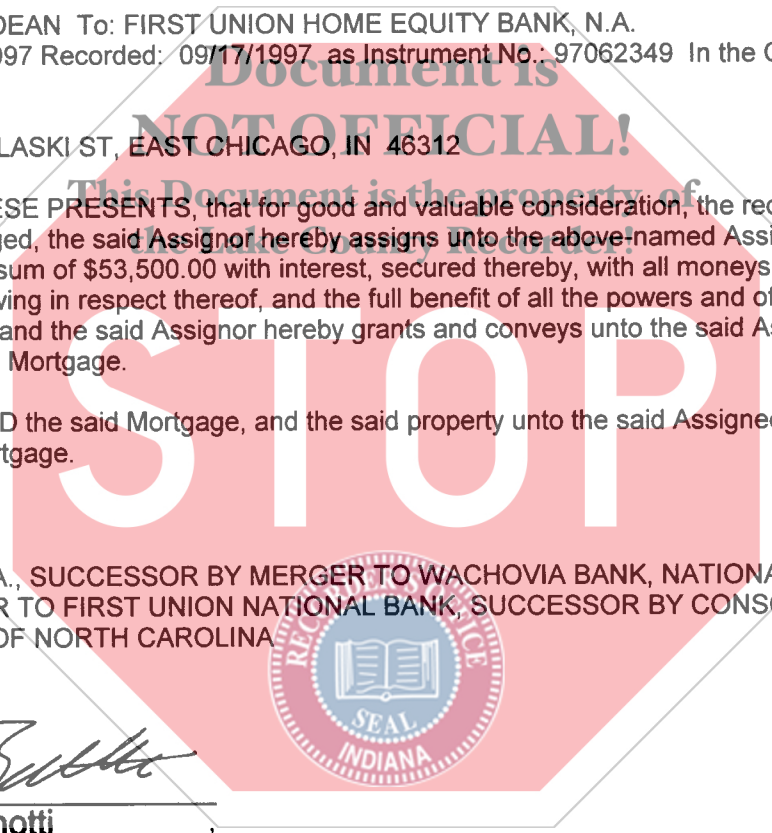 DEAN To: FIRST UNION HOME EQUITY BANK, N.A.
997 Recorded: 09/17/1997 as Instrument No.: 97062349 In the
Document is
NOT OFFICIAL!
LASKI ST, EAST CHICAGO, IN 46312
This Document is the property of
the Lake County Recorder!
ESE PRESENTS, that for good and valuable consideration, the rec
ged, the said Assignor hereby assigns unto the above-named Assi
sum of $53,500.00 with interest, secured thereby, with all moneys
ving in respect thereof, and the full benefit of all the powers and of
and the said Assignor hereby grants and conveys unto the said As
Mortgage.
D the said Mortgage, and the said property unto the said Assignee
rtgage.
STOP
A., SUCCESSOR BY MERGER TO WACHOVIA BANK, NATIONA
R TO FIRST UNION NATIONAL BANK, SUCCESSOR BY CONSO
OF NORTH CAROLINA
RECORDER'S OFFICE
SEAL
INDIANA
notti,